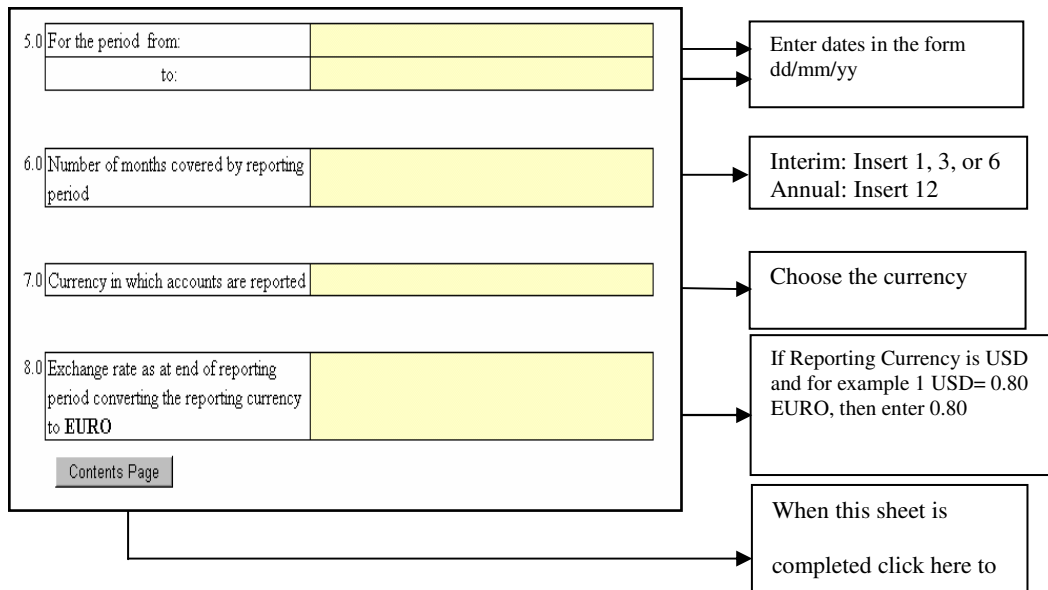 5.0 For the period from:
to:
Enter dates in the form
dd/mm/yy
6.0 Number of months covered by reporting
period
Interim: Insert 1, 3, or 6
Annual: Insert 12
7.0 Currency in which accounts are reported
Choose the currency
8.0 Exchange rate as at end of reporting
period converting the reporting currency
to EURO
If Reporting Currency is USD
and for example 1 USD= 0.80
EURO, then enter 0.80
Contents Page
When this sheet is
completed click here to